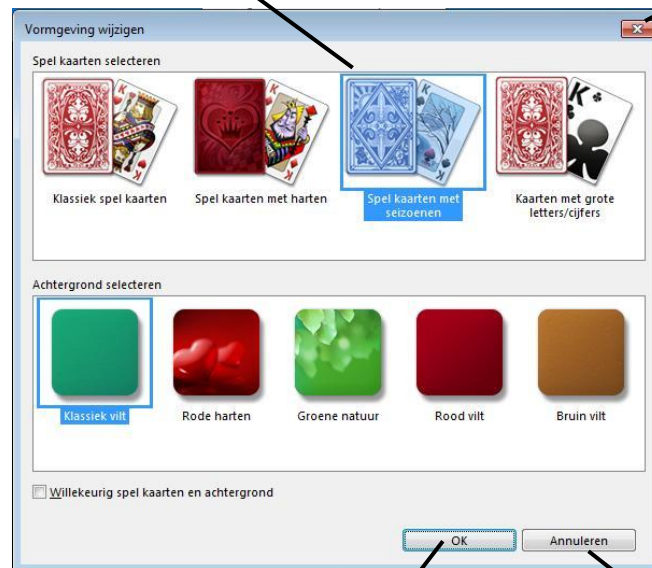 Vormgeving wijzigen
Spel kaarten selecteren
Klassiek spel kaarten
Spel kaarten met harten
Spel kaarten met
seizoenen
Kaarten met grote
letters/cijfers
Achtergrond selecteren
Klassiek vilt
Rode harten
Groene natuur
Rood vilt
Bruin vilt
Willekeurig spel kaarten en achtergrond
OK
Annuleren